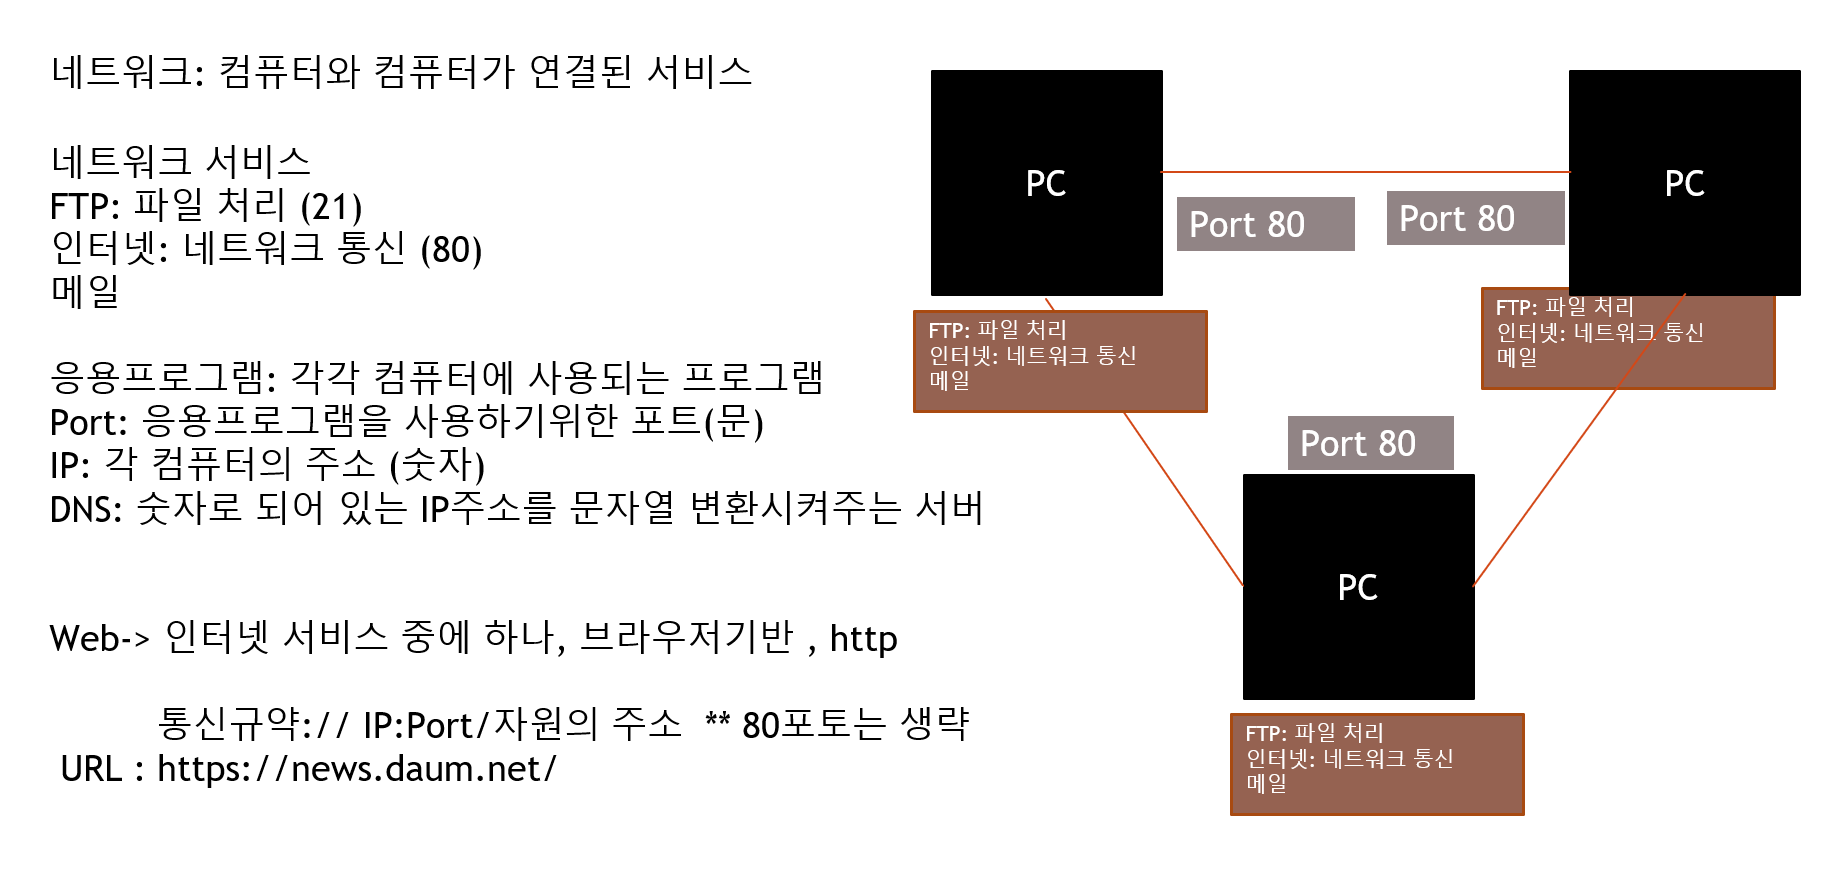 네트워크: 컴퓨터와 컴퓨터가 연결된 서비스
네트워크 서비스
FTP: 파일 처리 (21)
인터넷: 네트워크 통신 (80)
메일
응용프로그램: 각각 컴퓨터에 사용되는 프로그램
Port: 응용프로그램을 사용하기위한 포트(문)
IP: 각 컴퓨터의 주소 (숫자)
DNS: 숫자로 되어 있는 IP주소를 문자열 변환시켜주는 서버
Web-> 인터넷 서비스 중에 하나, 브라우저기반 , http
통신규약:// IP:Port/자원의 주소 ** 80포토는 생략
URL : https://news.daum.net/
PC
PC
Port 80
Port 80
FTP: 파일 처리
인터넷: 네트워크 통신
메일
FTP: 파일 처리
인터넷: 네트워크 통신
메일
Port 80
PC
FTP: 파일 처리
인터넷: 네트워크 통신
메일